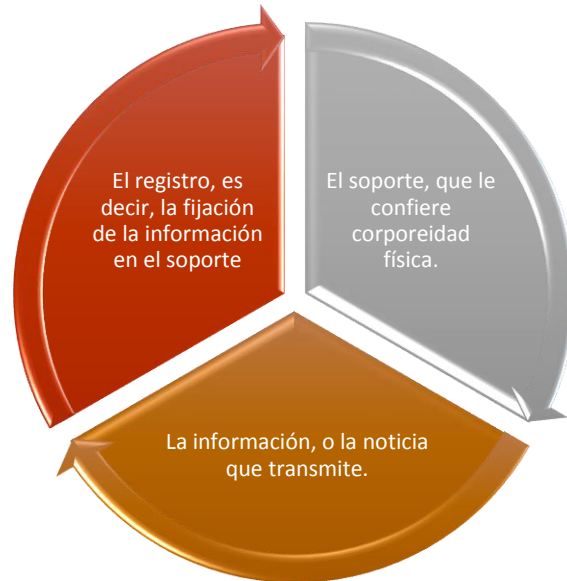 El registro, es
decir, la fijación
de la información
en el soporte
El soporte, que le
confiere
corporeidad
física.
La información, o la noticia
que transmite.